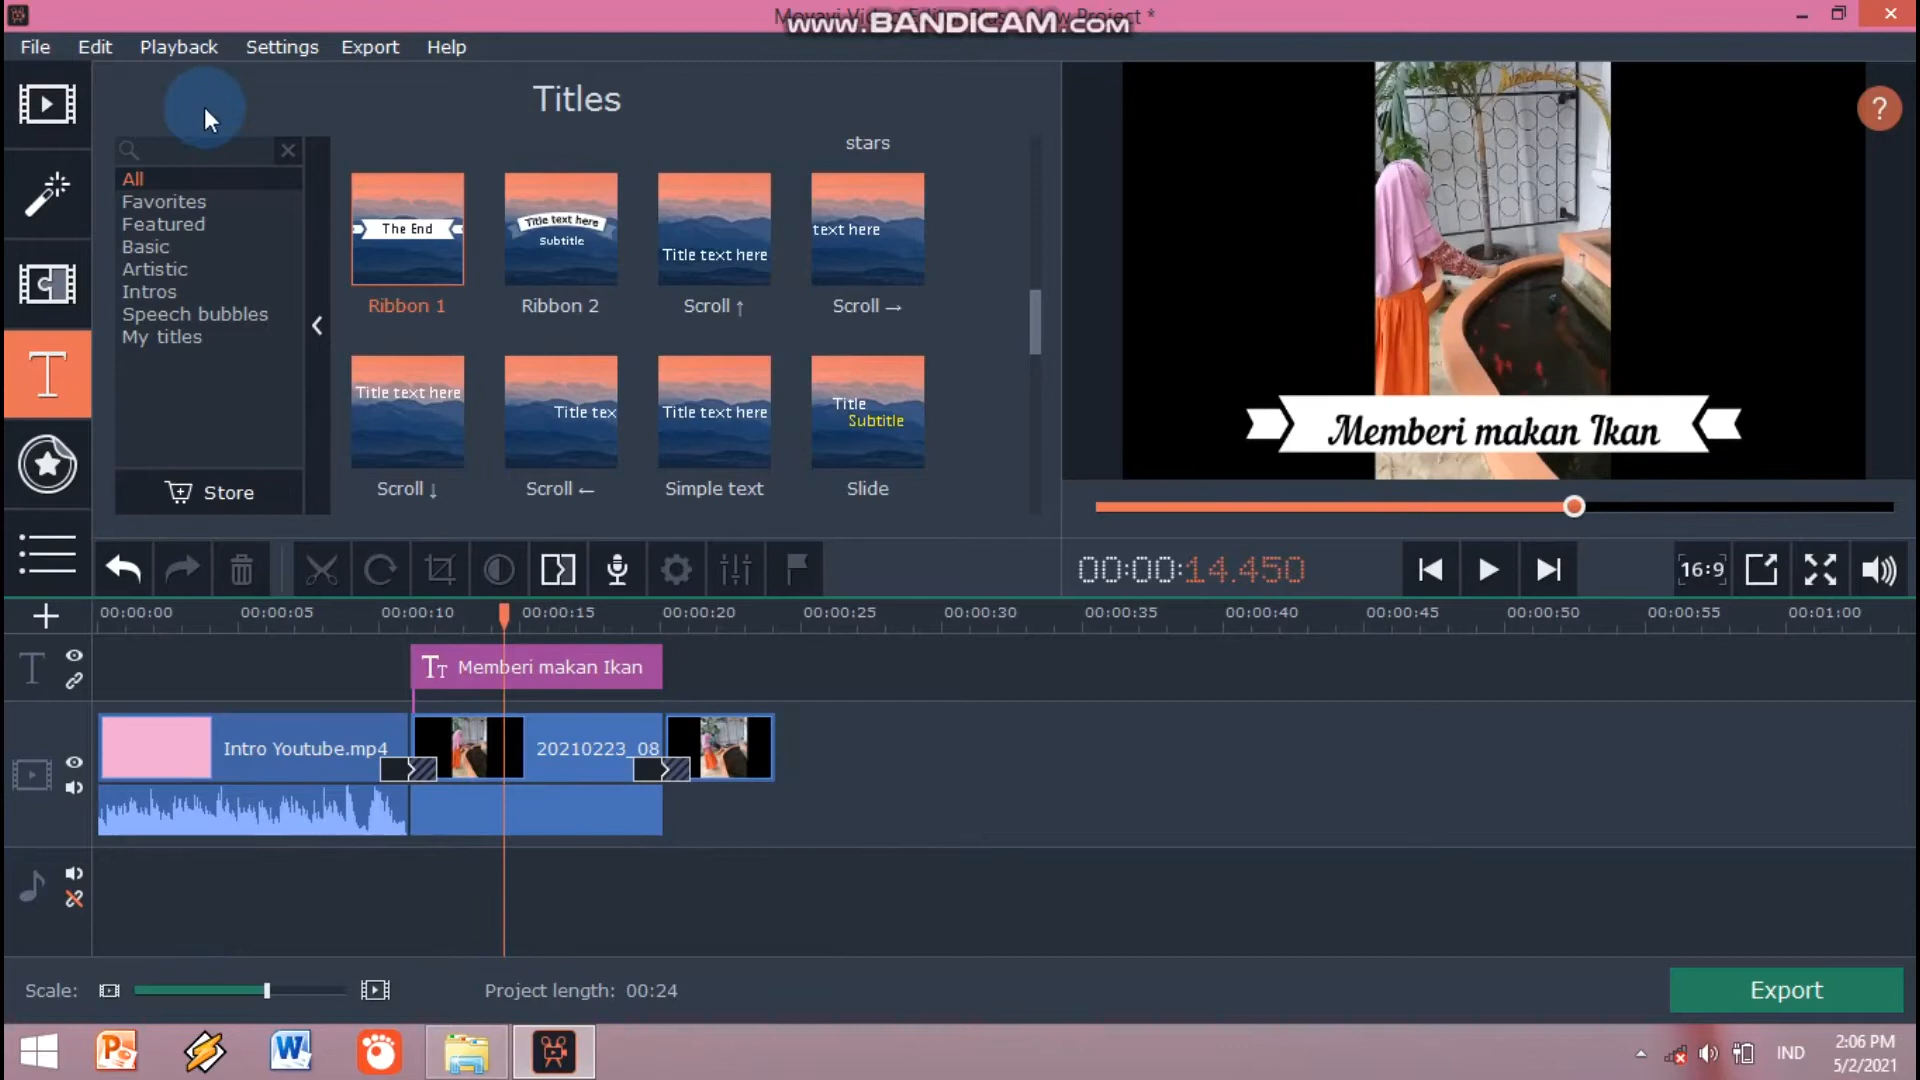 www.BANDICAM.com
File Edit Playback Settings Export Help
Titles
stars
All
Favorites
Featured
Basic
Artistic
Intros
Speech bubbles
My titles
Store
The End
Title text here
Subtitle
Title text here
text here
Ribbon 1
Ribbon 2
Scroll ↑
Scroll →
Title text here
Title tex
Title text here
Title
Subtitle
Scroll ↓
Scroll ←
Simple text
Slide
Memberi makan Ikan
00:00:14.450
16:9
00:00:00 00:00:05 00:00:10 00:00:15 00:00:20 00:00:25 00:00:30 00:00:35 00:00:40 00:00:45 00:00:50 00:00:55 00:01:00
Memberi makan Ikan
Intro Youtube.mp4
20210223_08
Scale:
Project length: 00:24
Export
IND
2:06 PM
5/2/2021